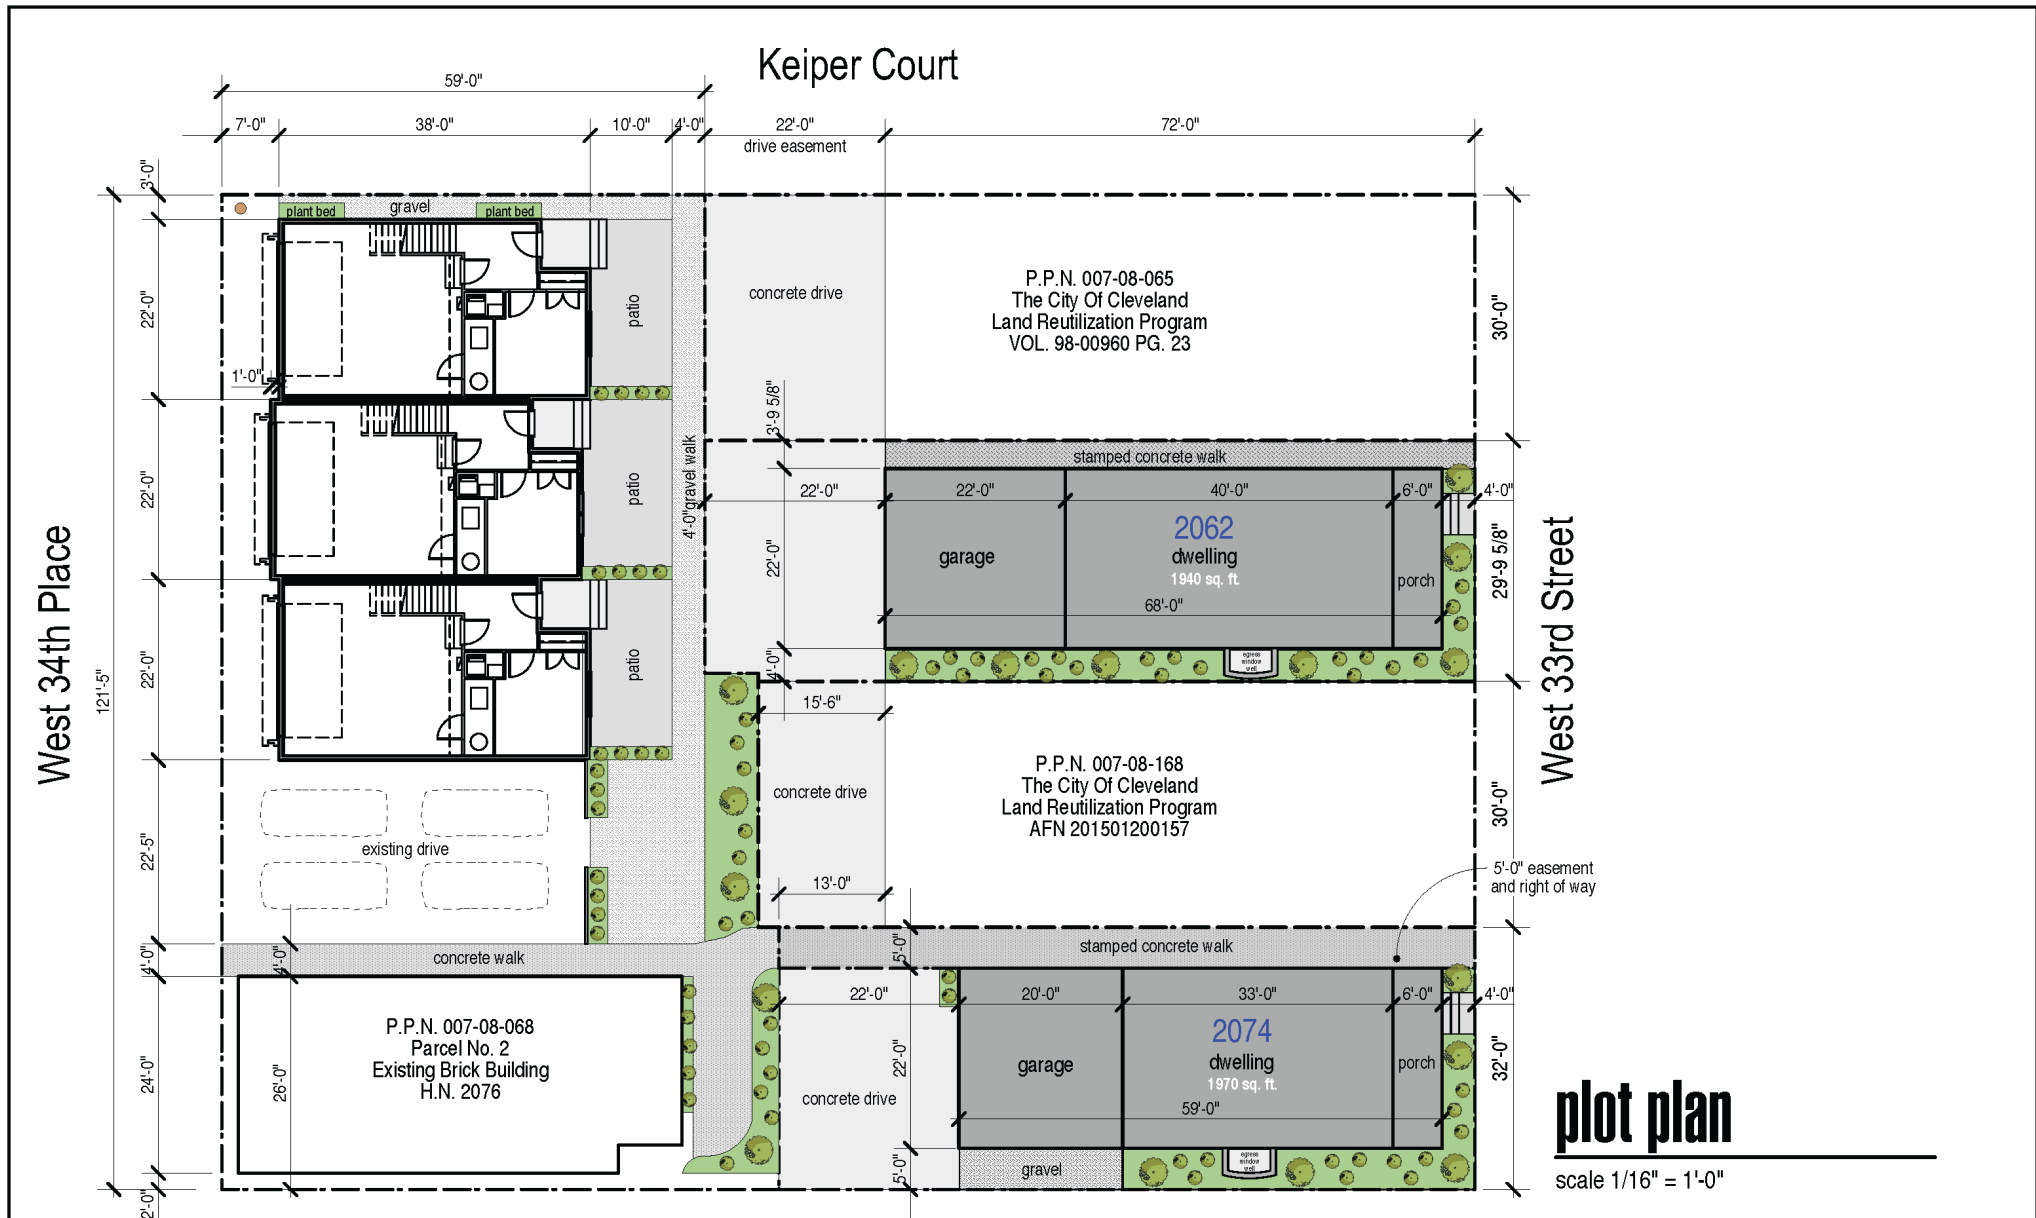 Keiper Court
59'-0"
7'-0"
38'-0"
10'-0"
4'-0"
22'-0"
drive easement
72'-0"
3'-0"
plant bed
gravel
plant bed
22'-0"
patio
concrete drive
P.P.N. 007-08-065
The City Of Cleveland
Land Reutilization Program
VOL. 98-00960 PG. 23
30'-0"
1'-0"
3'-9 5/8"
22'-0"
patio
4'-0" gravel walk
stamped concrete walk
22'-0"
22'-0"
40'-0"
6'-0"
4'-0"
2062
dwelling
1940 sq. ft.
garage
porch
22'-0"
68'-0"
29'-9 5/8"
West 34th Place
121'-5"
West 33rd Street
22'-0"
patio
4'-0"
egress
window
well
15'-6"
P.P.N. 007-08-168
The City Of Cleveland
Land Reutilization Program
AFN 201501200157
concrete drive
30'-0"
22'-5"
existing drive
13'-0"
5'-0" easement
and right of way
4'-0"
4'-0"
concrete walk
5'-0"
stamped concrete walk
22'-0"
20'-0"
33'-0"
6'-0"
4'-0"
P.P.N. 007-08-068
Parcel No. 2
Existing Brick Building
H.N. 2076
24'-0"
26'-0"
22'-0"
concrete drive
garage
2074
dwelling
1970 sq. ft.
porch
59'-0"
32'-0"
2'-0"
5'-0"
gravel
egress
window
well
plot plan
scale 1/16" = 1'-0"